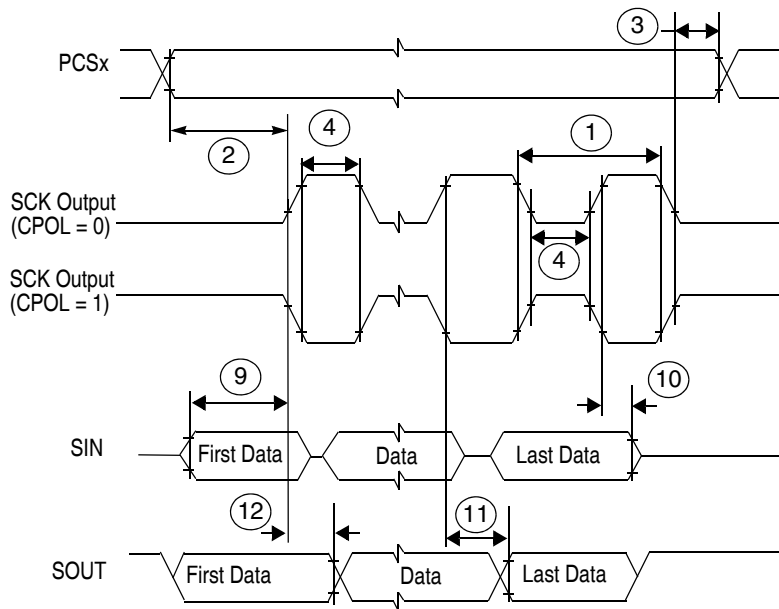 3
PCSx
2
4
1
SCK Output
(CPOL = 0)
4
SCK Output
(CPOL = 1)
9
10
SIN
First Data
Data
Last Data
12
11
SOUT
First Data
Data
Last Data